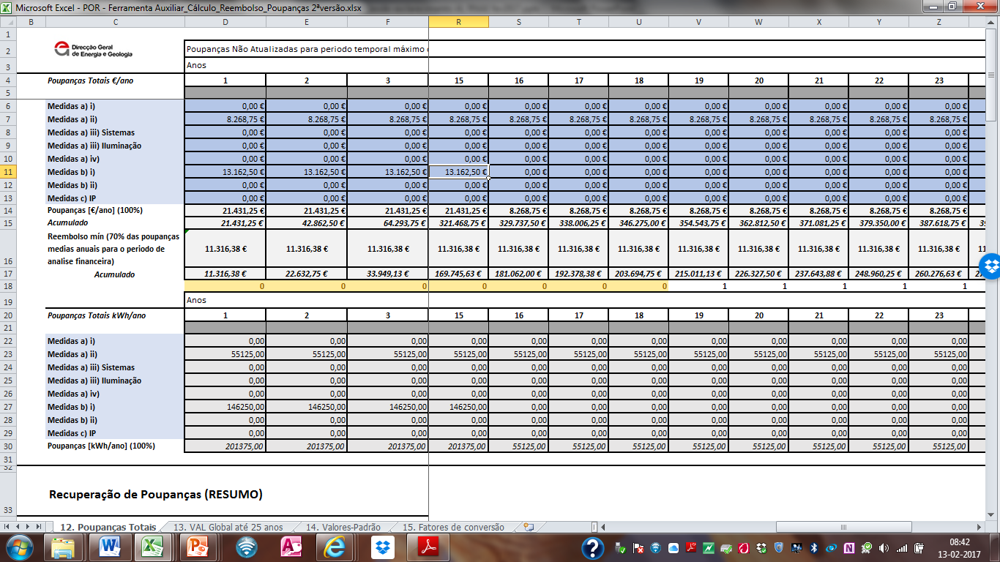 Microsoft Excel - POR - Ferramenta Auxiliar_Cálculo_Reembolso_Poupanças 2ªversão.xlsx
B C D E F R S T U V W X Y Z
1
2 Direcção Geral de Energia e Geologia Poupanças Não Atualizadas para periodo temporal máximo
3 Anos
4 Poupanças Totais €/ano 1 2 3 15 16 17 18 19 20 21 22 23
5
6 Medidas a) i) 0,00 € 0,00 € 0,00 € 0,00 € 0,00 € 0,00 € 0,00 € 0,00 € 0,00 € 0,00 € 0,00 € 0,00 €
7 Medidas a) ii) 8.268,75 € 8.268,75 € 8.268,75 € 8.268,75 € 8.268,75 € 8.268,75 € 8.268,75 € 8.268,75 € 8.268,75 € 8.268,75 € 8.268,75 € 8.268,75 €
8 Medidas a) iii) Sistemas 0,00 € 0,00 € 0,00 € 0,00 € 0,00 € 0,00 € 0,00 € 0,00 € 0,00 € 0,00 € 0,00 € 0,00 €
9 Medidas a) iii) Iluminação 0,00 € 0,00 € 0,00 € 0,00 € 0,00 € 0,00 € 0,00 € 0,00 € 0,00 € 0,00 € 0,00 € 0,00 €
10 Medidas a) iv) 0,00 € 0,00 € 0,00 € 0,00 € 0,00 € 0,00 € 0,00 € 0,00 € 0,00 € 0,00 € 0,00 € 0,00 €
11 Medidas b) i) 13.162,50 € 13.162,50 € 13.162,50 € 13.162,50 € 0,00 € 0,00 € 0,00 € 0,00 € 0,00 € 0,00 € 0,00 € 0,00 €
12 Medidas b) ii) 0,00 € 0,00 € 0,00 € 0,00 € 0,00 € 0,00 € 0,00 € 0,00 € 0,00 € 0,00 € 0,00 € 0,00 €
13 Medidas c) IP 0,00 € 0,00 € 0,00 € 0,00 € 0,00 € 0,00 € 0,00 € 0,00 € 0,00 € 0,00 € 0,00 € 0,00 €
14 Poupanças [€/ano] (100%) 21.431,25 € 21.431,25 € 21.431,25 € 21.431,25 € 8.268,75 € 8.268,75 € 8.268,75 € 8.268,75 € 8.268,75 € 8.268,75 € 8.268,75 € 8.268,75 €
15 Acumulado 21.431,25 € 42.862,50 € 64.293,75 € 321.468,75 € 329.737,50 € 338.006,25 € 346.275,00 € 354.543,75 € 362.812,50 € 371.081,25 € 379.350,00 € 387.618,75 €
Reembolso mín (70% das poupanças
medias anuais para o periodo de
16 analise financeira) 11.316,38 € 11.316,38 € 11.316,38 € 11.316,38 € 11.316,38 € 11.316,38 € 11.316,38 € 11.316,38 € 11.316,38 € 11.316,38 € 11.316,38 € 11.316,38 € 11
17 Acumulado 11.316,38 € 22.632,75 € 33.949,13 € 169.745,63 € 181.062,00 € 192.378,38 € 203.694,75 € 215.011,13 € 226.327,50 € 237.643,88 € 248.960,25 € 260.276,63 €
18 0 0 0 0 0 0 0 1 1 1 1 1
19 Anos
20 Poupanças Totais kWh/ano 1 2 3 15 16 17 18 19 20 21 22 23
21
22 Medidas a) i) 0,00 0,00 0,00 0,00 0,00 0,00 0,00 0,00 0,00 0,00 0,00 0,00
23 Medidas a) ii) 55125,00 55125,00 55125,00 55125,00 55125,00 55125,00 55125,00 55125,00 55125,00 55125,00 55125,00 55125,00
24 Medidas a) iii) Sistemas 0,00 0,00 0,00 0,00 0,00 0,00 0,00 0,00 0,00 0,00 0,00 0,00
25 Medidas a) iii) Iluminação 0,00 0,00 0,00 0,00 0,00 0,00 0,00 0,00 0,00 0,00 0,00 0,00
26 Medidas a) iv) 0,00 0,00 0,00 0,00 0,00 0,00 0,00 0,00 0,00 0,00 0,00 0,00
27 Medidas b) i) 146250,00 146250,00 146250,00 146250,00 0,00 0,00 0,00 0,00 0,00 0,00 0,00 0,00
28 Medidas b) ii) 0,00 0,00 0,00 0,00 0,00 0,00 0,00 0,00 0,00 0,00 0,00 0,00
29 Medidas c) IP 0,00 0,00 0,00 0,00 0,00 0,00 0,00 0,00 0,00 0,00 0,00 0,00
30 Poupanças [kWh/ano] (100%) 201375,00 201375,00 201375,00 201375,00 55125,00 55125,00 55125,00 55125,00 55125,00 55125,00 55125,00 55125,00
31
32
33 Recuperação de Poupanças (RESUMO)
12. Poupanças Totais 13. VAL Global até 25 anos 14. Valores-Padrão 15. Fatores de conversão
08:42
13-02-2017